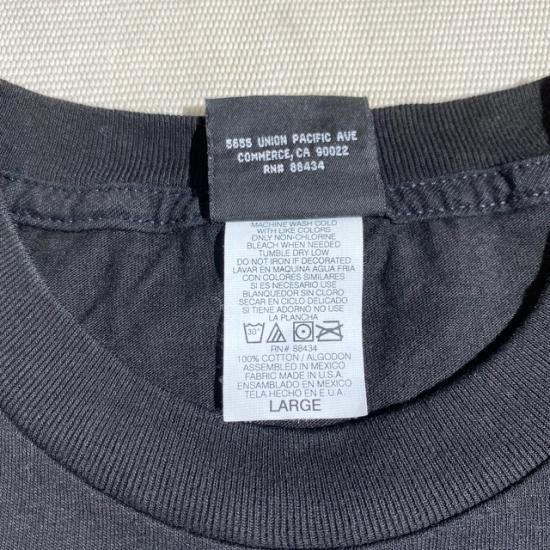 5655 UNION PACIFIC AVE
COMMERCE, CA 90022
RN# 88434
MACHINE WASH COLD
WITH LIKE COLORS
ONLY NON-CHLORINE
BLEACH WHEN NEEDED
TUMBLE DRY LOW
DO NOT IRON IF DECORATED
LAVAR EN MAQUINA AGUA FRIA
CON COLORES SIMILARES
SI ES NECESARIO USE
BLANQUEDOR SIN CLORO
SECAR EN CICLO DELICADO
SI TIENE ADORNO NO USE
LA PLANCHA
30°
RN# 88434
100% COTTON / ALGODON
ASSEMBLED IN MEXICO
FABRIC MADE IN U.S.A.
ENSAMBLADO EN MEXICO
TELA HECHO EN E.U.A.
LARGE